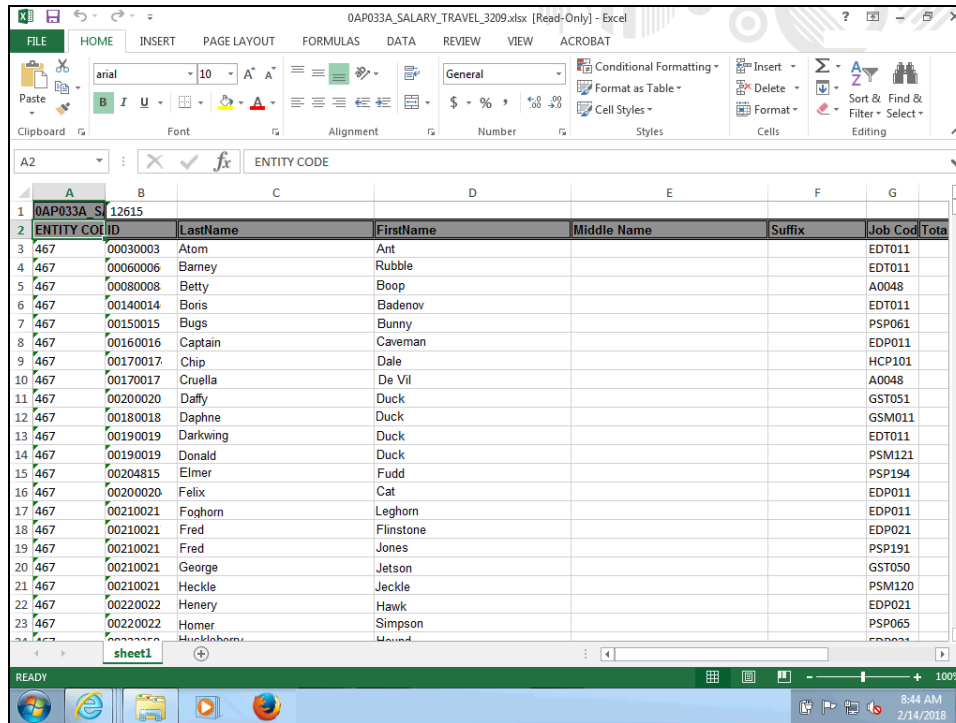 0AP033A_SALARY_TRAVEL_3209.xlsx [Read-Only] - Excel
FILE HOME INSERT PAGE LAYOUT FORMULAS DATA REVIEW VIEW ACROBAT
Paste
arial 10 General
B I U
$ % ,
Conditional Formatting
Format as Table
Cell Styles
Insert
Delete
Format
Sort & Filter
Find & Select
Clipboard Font Alignment Number Styles Cells Editing
A2 fx ENTITY CODE
A B C D E F G
1 0AP033A_SA 12615
2 ENTITY COD ID LastName FirstName Middle Name Suffix Job Cod Tota
3 467 00030003 Atom Ant EDT011
4 467 00060006 Barney Rubble EDT011
5 467 00080008 Betty Boop A0048
6 467 00140014 Boris Badenov EDT011
7 467 00150015 Bugs Bunny PSP061
8 467 00160016 Captain Caveman EDP011
9 467 00170017 Chip Dale HCP101
10 467 00170017 Cruella De Vil A0048
11 467 00200020 Daffy Duck GST051
12 467 00180018 Daphne Duck GSM011
13 467 00190019 Darkwing Duck EDT011
14 467 00190019 Donald Duck PSM121
15 467 00204815 Elmer Fudd PSP194
16 467 00200020 Felix Cat EDP011
17 467 00210021 Foghorn Leghorn EDP011
18 467 00210021 Fred Flinstone EDP021
19 467 00210021 Fred Jones PSP191
20 467 00210021 George Jetson GST050
21 467 00210021 Heckle Jeckle PSM120
22 467 00220022 Henery Hawk EDP021
23 467 00220022 Homer Simpson PSP065
24 467 Huckleberry Hound
sheet1
READY 100%
8:44 AM
2/14/2018